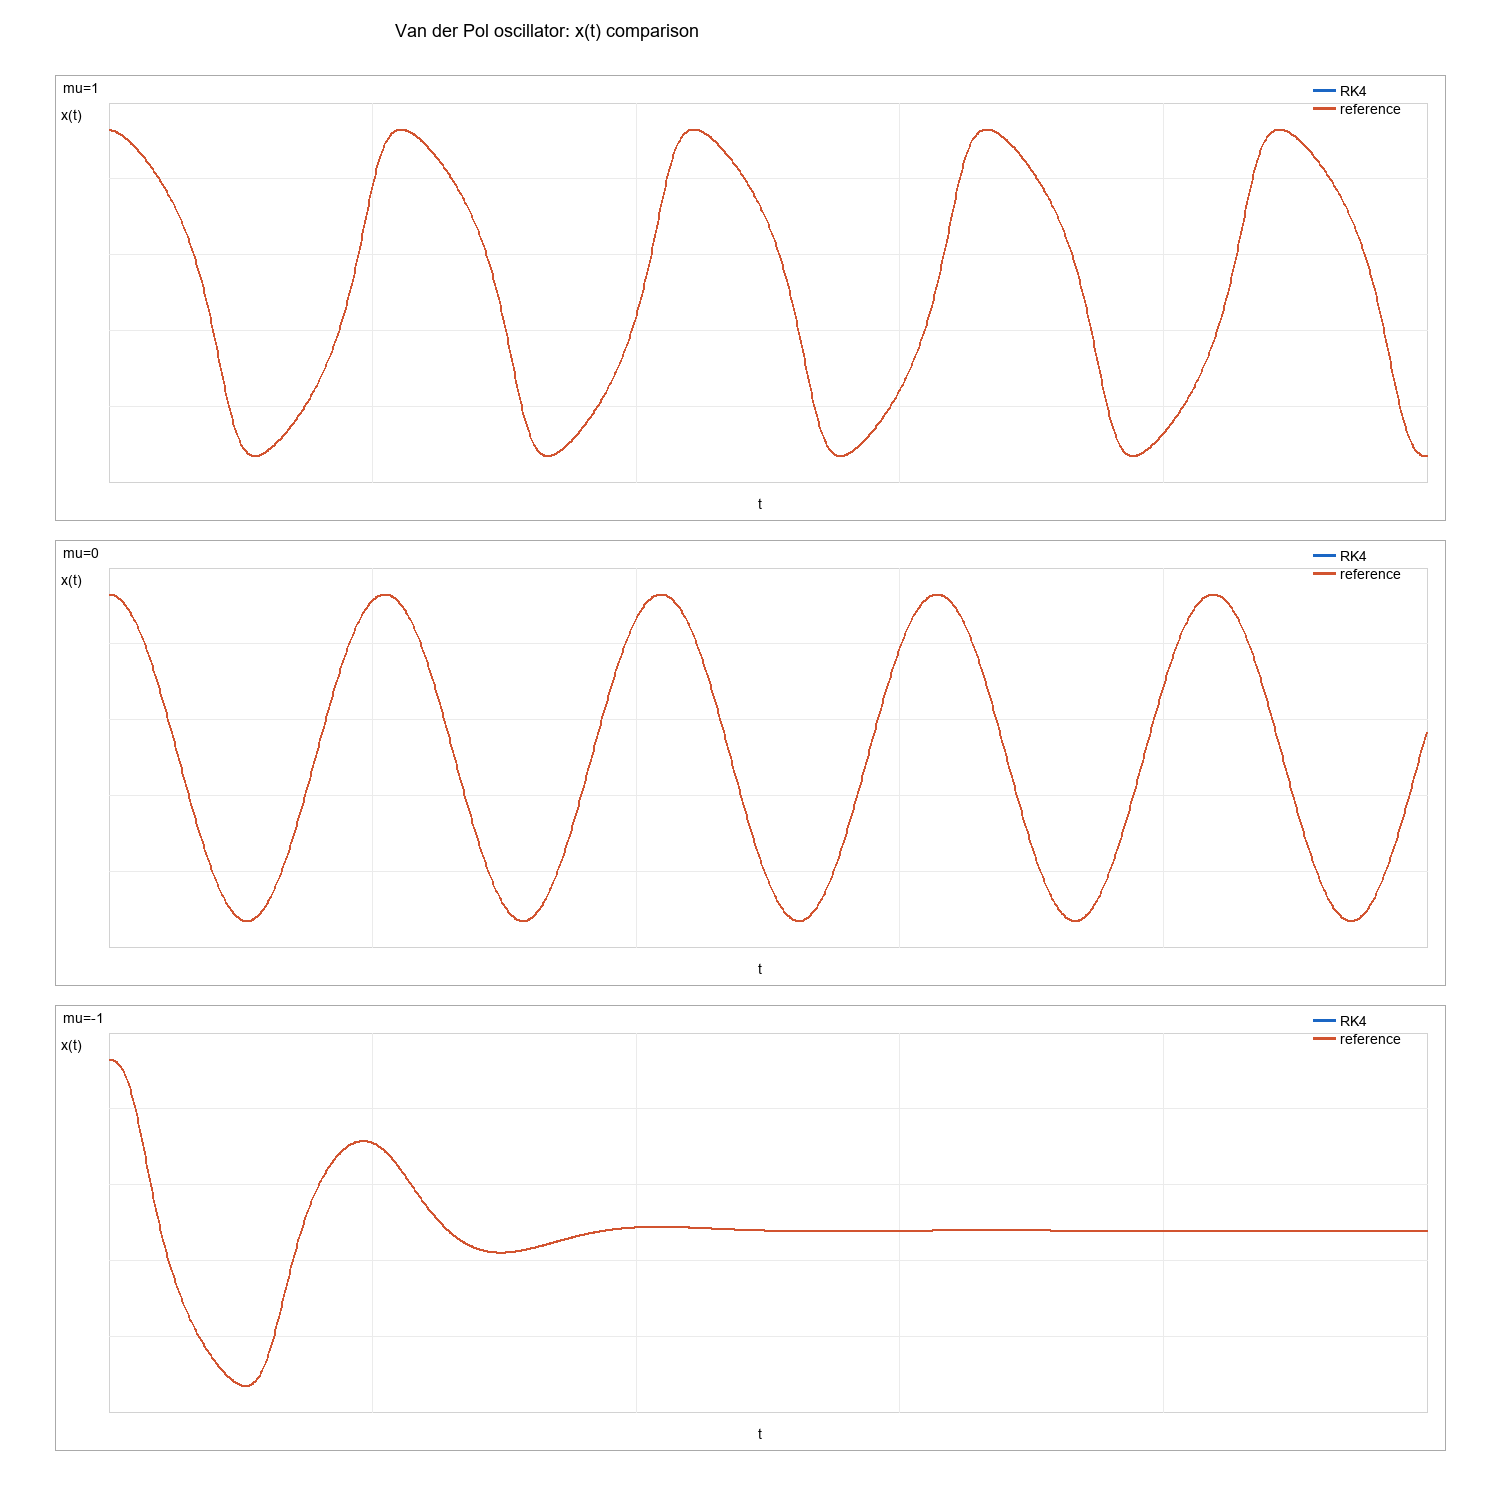 Van der Pol oscillator: x(t) comparison
mu=1
x(t)
RK4
reference
t
mu=0
x(t)
RK4
reference
t
mu=-1
x(t)
RK4
reference
t